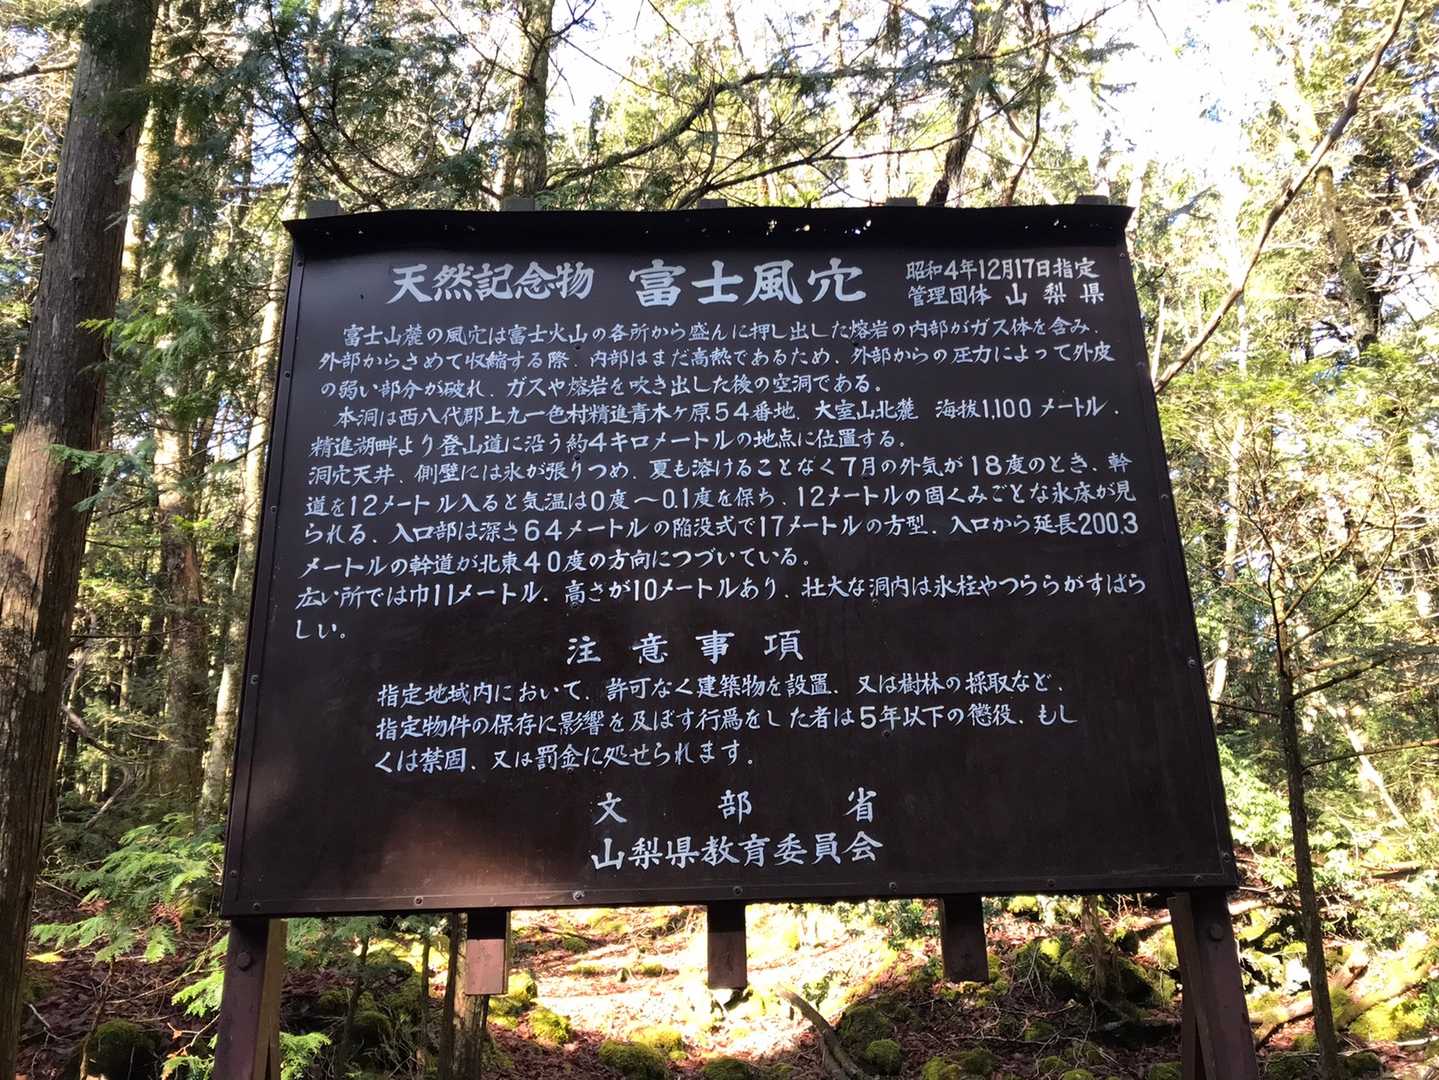 天然記念物 富士風穴 昭和4年12月17日指定
管理団体 山梨県
富士山麓の風穴は富士火山の各所から盛んに押し出した熔岩の内部がガス体を含み、
外部からさめて収縮する際、内部はまだ高熱であるため、外部からの圧力によって外皮
の弱い部分が破れ、ガスや熔岩を吹き出した後の空洞である。
本洞は西八代郡上九一色村精進青木ヶ原54番地、大室山北麓 海抜1,100メートル、
精進湖畔より登山道に沿う約4キロメートルの地点に位置する。
洞穴天井、側壁には氷が張りつめ、夏も溶けることなく7月の外気が18度のとき、幹
道を12メートル入ると気温は0度〜0.1度を保ち、12メートルの固くみごとな氷床が見
られる、入口部は深さ64メートルの陥没式で17メートルの方型、入口から延長200.3
メートルの幹道が北東40度の方向につづいている。
広い所では巾11メートル、高さが10メートルあり、壮大な洞内は氷柱やつららがすばら
しい。
注意事項
指定地域内において、許可なく建築物を設置、又は樹林の採取など、
指定物件の保存に影響を及ぼす行為をした者は5年以下の懲役、もし
くは禁固、又は罰金に処せられます。
文部省
山梨県教育委員会